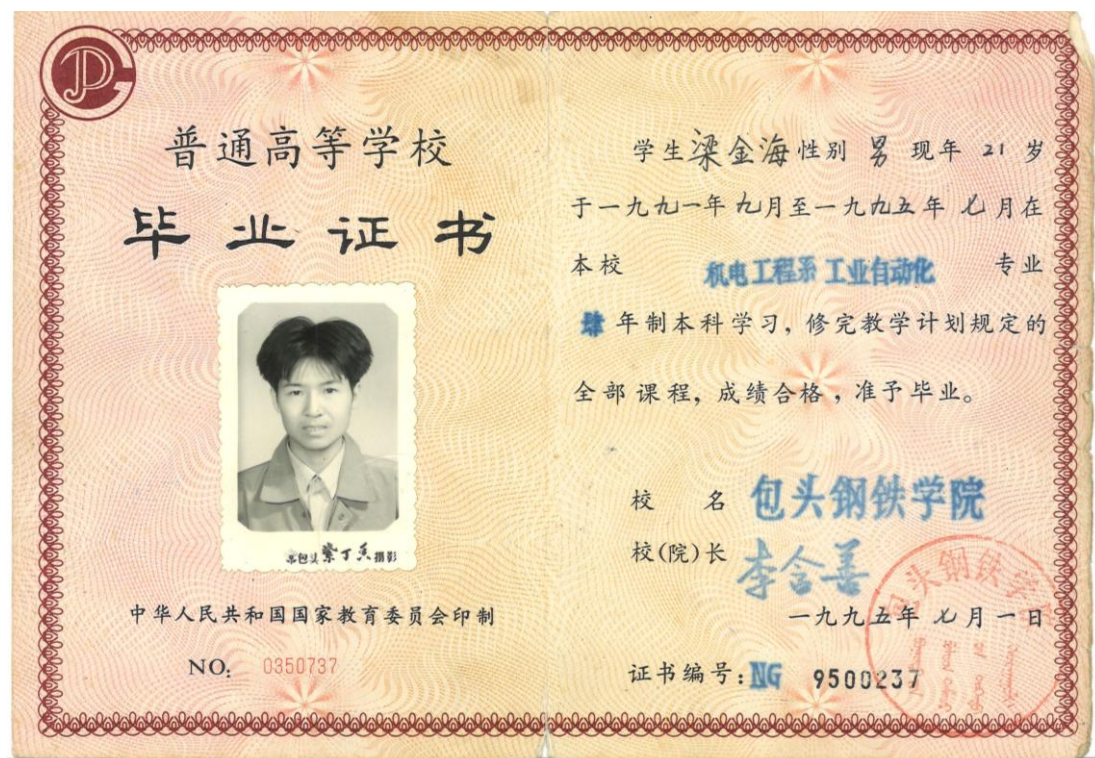 普通高等学校
毕业证书
包头紫丁香摄影
中华人民共和国国家教育委员会印制
NO: 0350737
学生梁金海性别 男 现年 21 岁
于一九九一年九月至一九九五年七月在
本校 机电工程系 工业自动化 专业
肆年制本科学习，修完教学计划规定的
全部课程，成绩合格，准予毕业。
校 名 包头钢铁学院
校(院)长 李含善
一九九五年七月一日
证书编号:NG 9500237
包头钢铁学